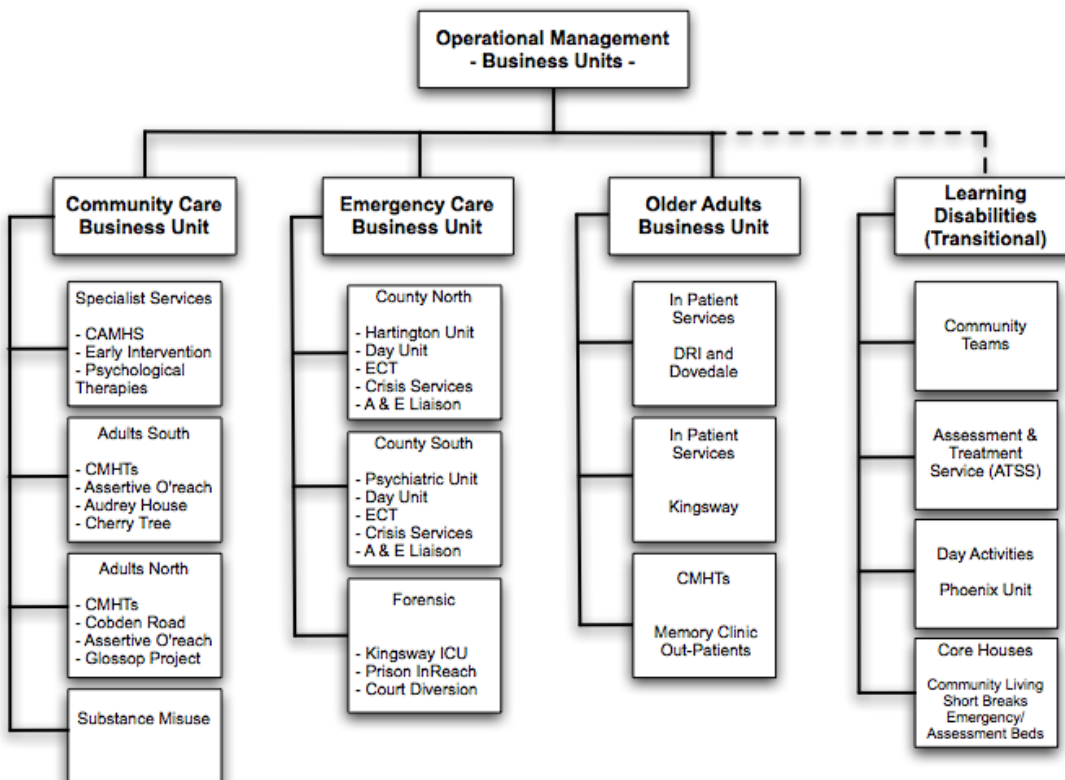 Operational Management
- Business Units -
Community Care
Business Unit
Specialist Services
- CAMHS
- Early Intervention
- Psychological
Therapies
Adults South
- CMHTs
- Assertive O'reach
- Audrey House
- Cherry Tree
Adults North
- CMHTs
- Cobden Road
- Assertive O'reach
- Glossop Project
Substance Misuse
Emergency Care
Business Unit
County North
- Hartington Unit
- Day Unit
- ECT
- Crisis Services
- A & E Liaison
County South
- Psychiatric Unit
- Day Unit
- ECT
- Crisis Services
- A & E Liaison
Forensic
- Kingsway ICU
- Prison InReach
- Court Diversion
Older Adults
Business Unit
In Patient
Services
DRI and
Dovedale
In Patient
Services
Kingsway
CMHTs
Memory Clinic
Out-Patients
Learning
Disabilities
(Transitional)
Community
Teams
Assessment &
Treatment
Service (ATSS)
Day Activities
Phoenix Unit
Core Houses
Community Living
Short Breaks
Emergency/
Assessment Beds